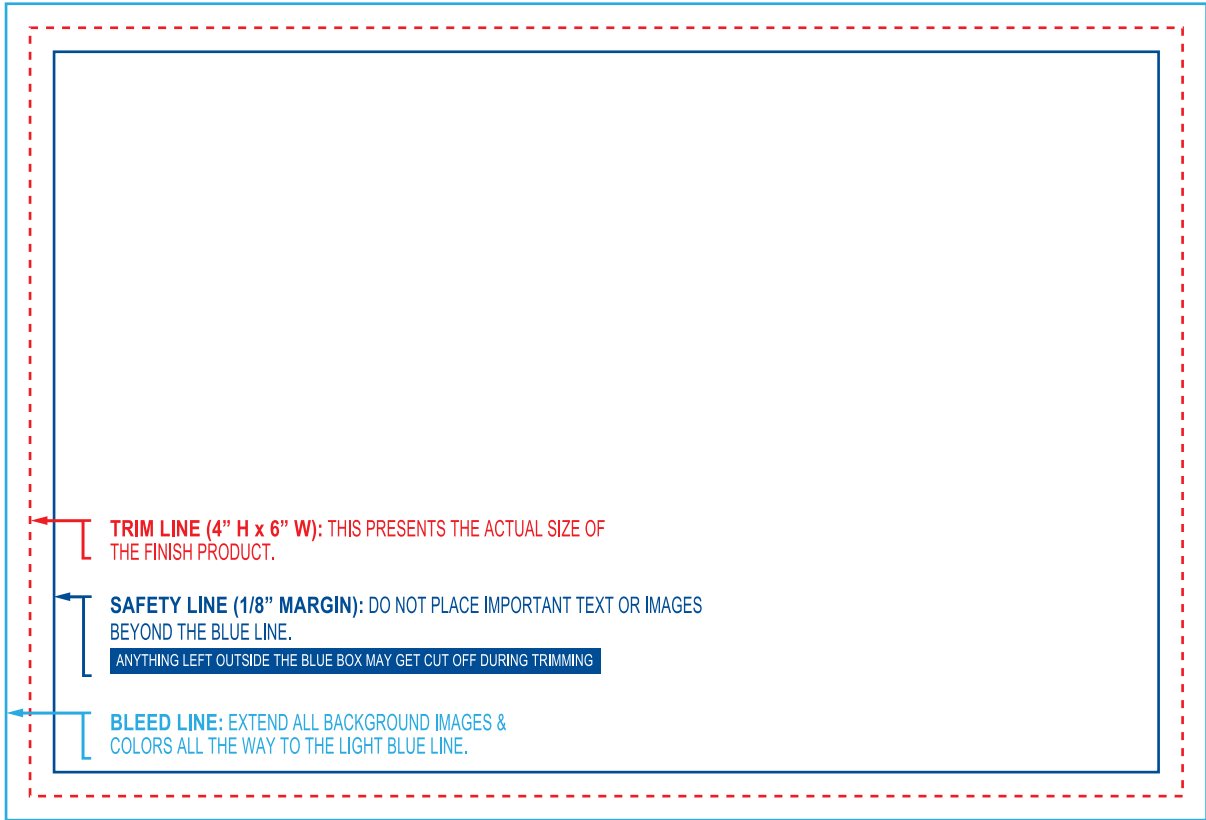 TRIM LINE (4” H x 6” W): THIS PRESENTS THE ACTUAL SIZE OF
THE FINISH PRODUCT.
SAFETY LINE (1/8” MARGIN): DO NOT PLACE IMPORTANT TEXT OR IMAGES
BEYOND THE BLUE LINE.
ANYTHING LEFT OUTSIDE THE BLUE BOX MAY GET CUT OFF DURING TRIMMING
BLEED LINE: EXTEND ALL BACKGROUND IMAGES &
COLORS ALL THE WAY TO THE LIGHT BLUE LINE.